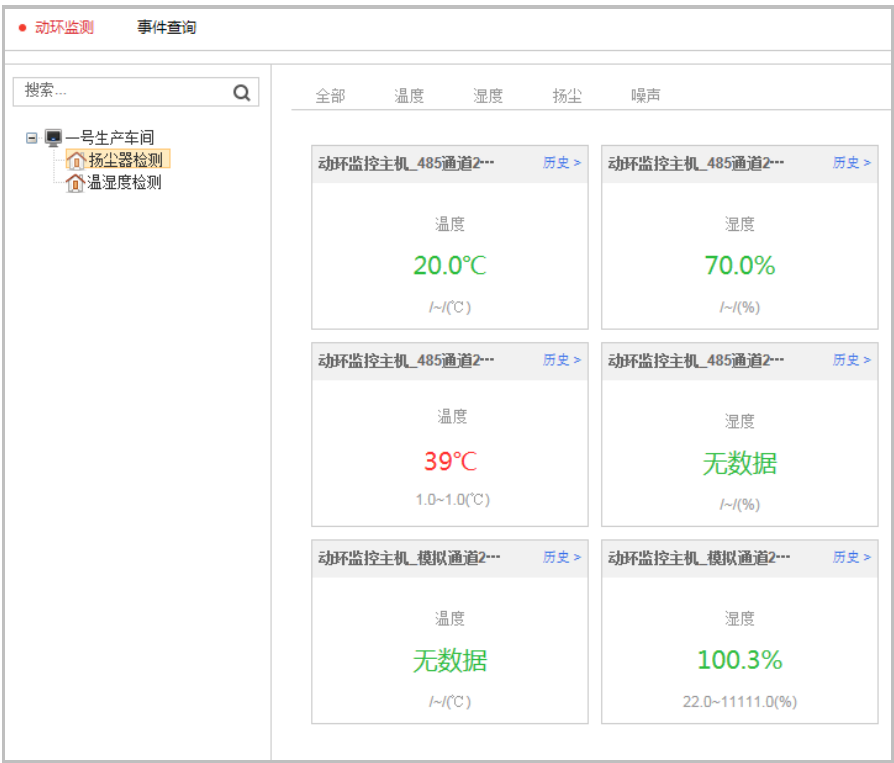 动环监测 事件查询
搜索...
全部 温度 湿度 扬尘 噪声
一号生产车间
扬尘器检测
温湿度检测
动环监控主机_485通道2··· 历史 >
温度
20.0℃
/~/(℃)
动环监控主机_485通道2··· 历史 >
湿度
70.0%
/~/(%)
动环监控主机_485通道2··· 历史 >
温度
39℃
1.0~1.0(℃)
动环监控主机_485通道2··· 历史 >
湿度
无数据
/~/(%)
动环监控主机_模拟通道2··· 历史 >
温度
无数据
/~/(℃)
动环监控主机_模拟通道2··· 历史 >
湿度
100.3%
22.0~11111.0(%)